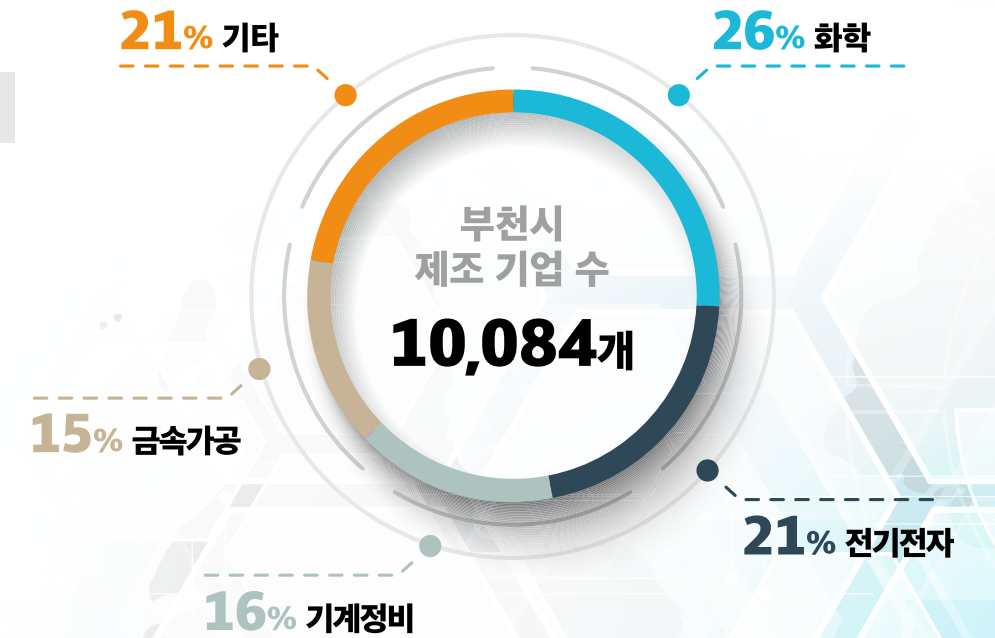 21% 기타
26% 화학
부천시
제조 기업 수
10,084개
15% 금속가공
21% 전기전자
16% 기계정비